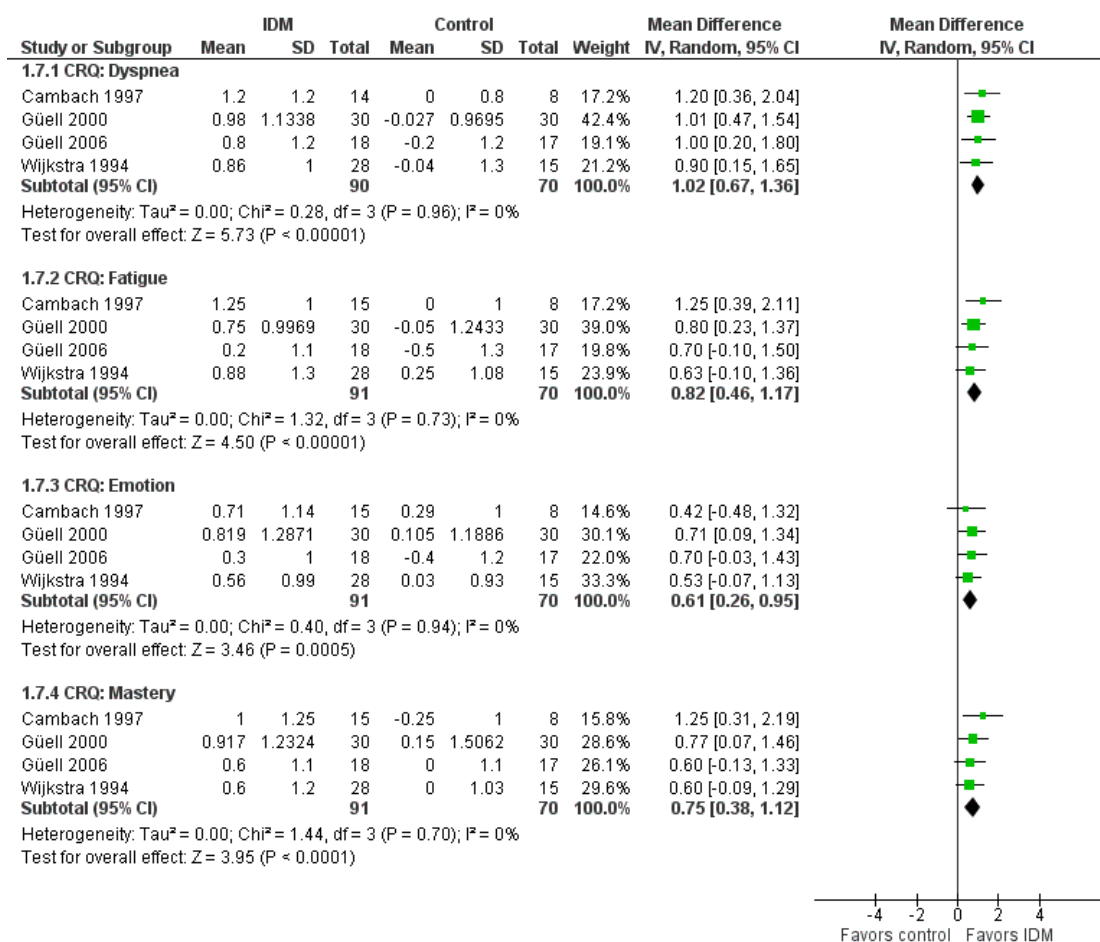 IDM Control Mean Difference Mean Difference
Study or Subgroup Mean SD Total Mean SD Total Weight IV, Random, 95% CI IV, Random, 95% CI
1.7.1 CRQ: Dyspnea
Cambach 1997 1.2 1.2 14 0 0.8 8 17.2% 1.20 [0.36, 2.04]
Güell 2000 0.98 1.1338 30 -0.027 0.9695 30 42.4% 1.01 [0.47, 1.54]
Güell 2006 0.8 1.2 18 -0.2 1.2 17 19.1% 1.00 [0.20, 1.80]
Wijkstra 1994 0.86 1 28 -0.04 1.3 15 21.2% 0.90 [0.15, 1.65]
Subtotal (95% CI) 90 70 100.0% 1.02 [0.67, 1.36]
Heterogeneity: Tau² = 0.00; Chi² = 0.28, df = 3 (P = 0.96); I² = 0%
Test for overall effect: Z = 5.73 (P < 0.00001)
1.7.2 CRQ: Fatigue
Cambach 1997 1.25 1 15 0 1 8 17.2% 1.25 [0.39, 2.11]
Güell 2000 0.75 0.9969 30 -0.05 1.2433 30 39.0% 0.80 [0.23, 1.37]
Güell 2006 0.2 1.1 18 -0.5 1.3 17 19.8% 0.70 [-0.10, 1.50]
Wijkstra 1994 0.88 1.3 28 0.25 1.08 15 23.9% 0.63 [-0.10, 1.36]
Subtotal (95% CI) 91 70 100.0% 0.82 [0.46, 1.17]
Heterogeneity: Tau² = 0.00; Chi² = 1.32, df = 3 (P = 0.73); I² = 0%
Test for overall effect: Z = 4.50 (P < 0.00001)
1.7.3 CRQ: Emotion
Cambach 1997 0.71 1.14 15 0.29 1 8 14.6% 0.42 [-0.48, 1.32]
Güell 2000 0.819 1.2871 30 0.105 1.1886 30 30.1% 0.71 [0.09, 1.34]
Güell 2006 0.3 1 18 -0.4 1.2 17 22.0% 0.70 [-0.03, 1.43]
Wijkstra 1994 0.56 0.99 28 0.03 0.93 15 33.3% 0.53 [-0.07, 1.13]
Subtotal (95% CI) 91 70 100.0% 0.61 [0.26, 0.95]
Heterogeneity: Tau² = 0.00; Chi² = 0.40, df = 3 (P = 0.94); I² = 0%
Test for overall effect: Z = 3.46 (P = 0.0005)
1.7.4 CRQ: Mastery
Cambach 1997 1 1.25 15 -0.25 1 8 15.8% 1.25 [0.31, 2.19]
Güell 2000 0.917 1.2324 30 0.15 1.5062 30 28.6% 0.77 [0.07, 1.46]
Güell 2006 0.6 1.1 18 0 1.1 17 26.1% 0.60 [-0.13, 1.33]
Wijkstra 1994 0.6 1.2 28 0 1.03 15 29.6% 0.60 [-0.09, 1.29]
Subtotal (95% CI) 91 70 100.0% 0.75 [0.38, 1.12]
Heterogeneity: Tau² = 0.00; Chi² = 1.44, df = 3 (P = 0.70); I² = 0%
Test for overall effect: Z = 3.95 (P < 0.0001)
-4 -2 0 2 4
Favors control Favors IDM